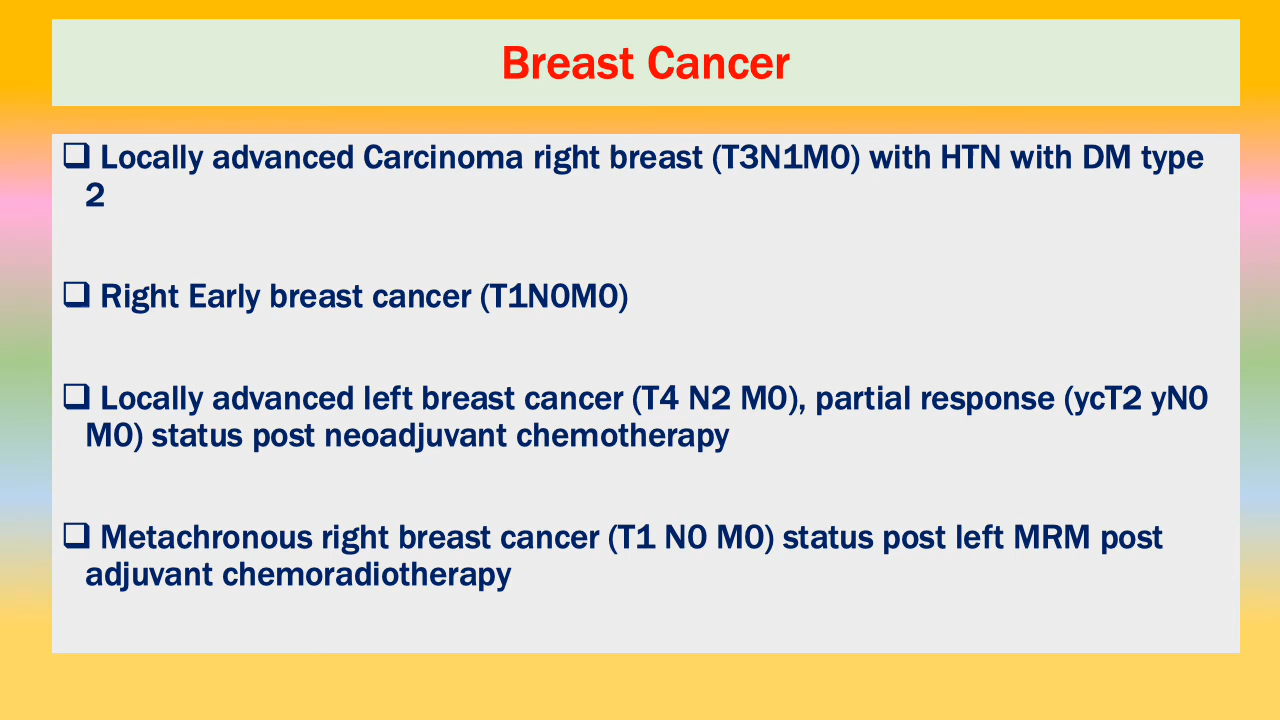 Breast Cancer
❑ Locally advanced Carcinoma right breast (T3N1M0) with HTN with DM type
2
❑ Right Early breast cancer (T1N0M0)
❑ Locally advanced left breast cancer (T4 N2 M0), partial response (ycT2 yN0
M0) status post neoadjuvant chemotherapy
❑ Metachronous right breast cancer (T1 N0 M0) status post left MRM post
adjuvant chemoradiotherapy